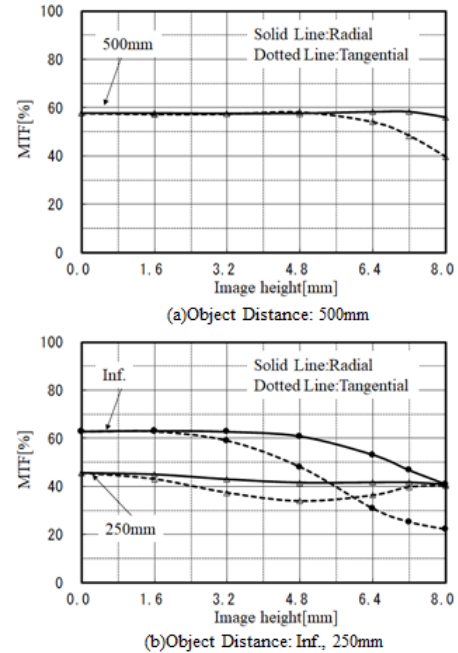 100
80
60
40
20
0
MTF[%]
500mm
Solid Line:Radial
Dotted Line:Tangential
0.0 1.6 3.2 4.8 6.4 8.0
Image height[mm]
(a)Object Distance: 500mm
100
80
60
40
20
0
MTF[%]
Inf.
250mm
Solid Line:Radial
Dotted Line:Tangential
0.0 1.6 3.2 4.8 6.4 8.0
Image height[mm]
(b)Object Distance: Inf., 250mm